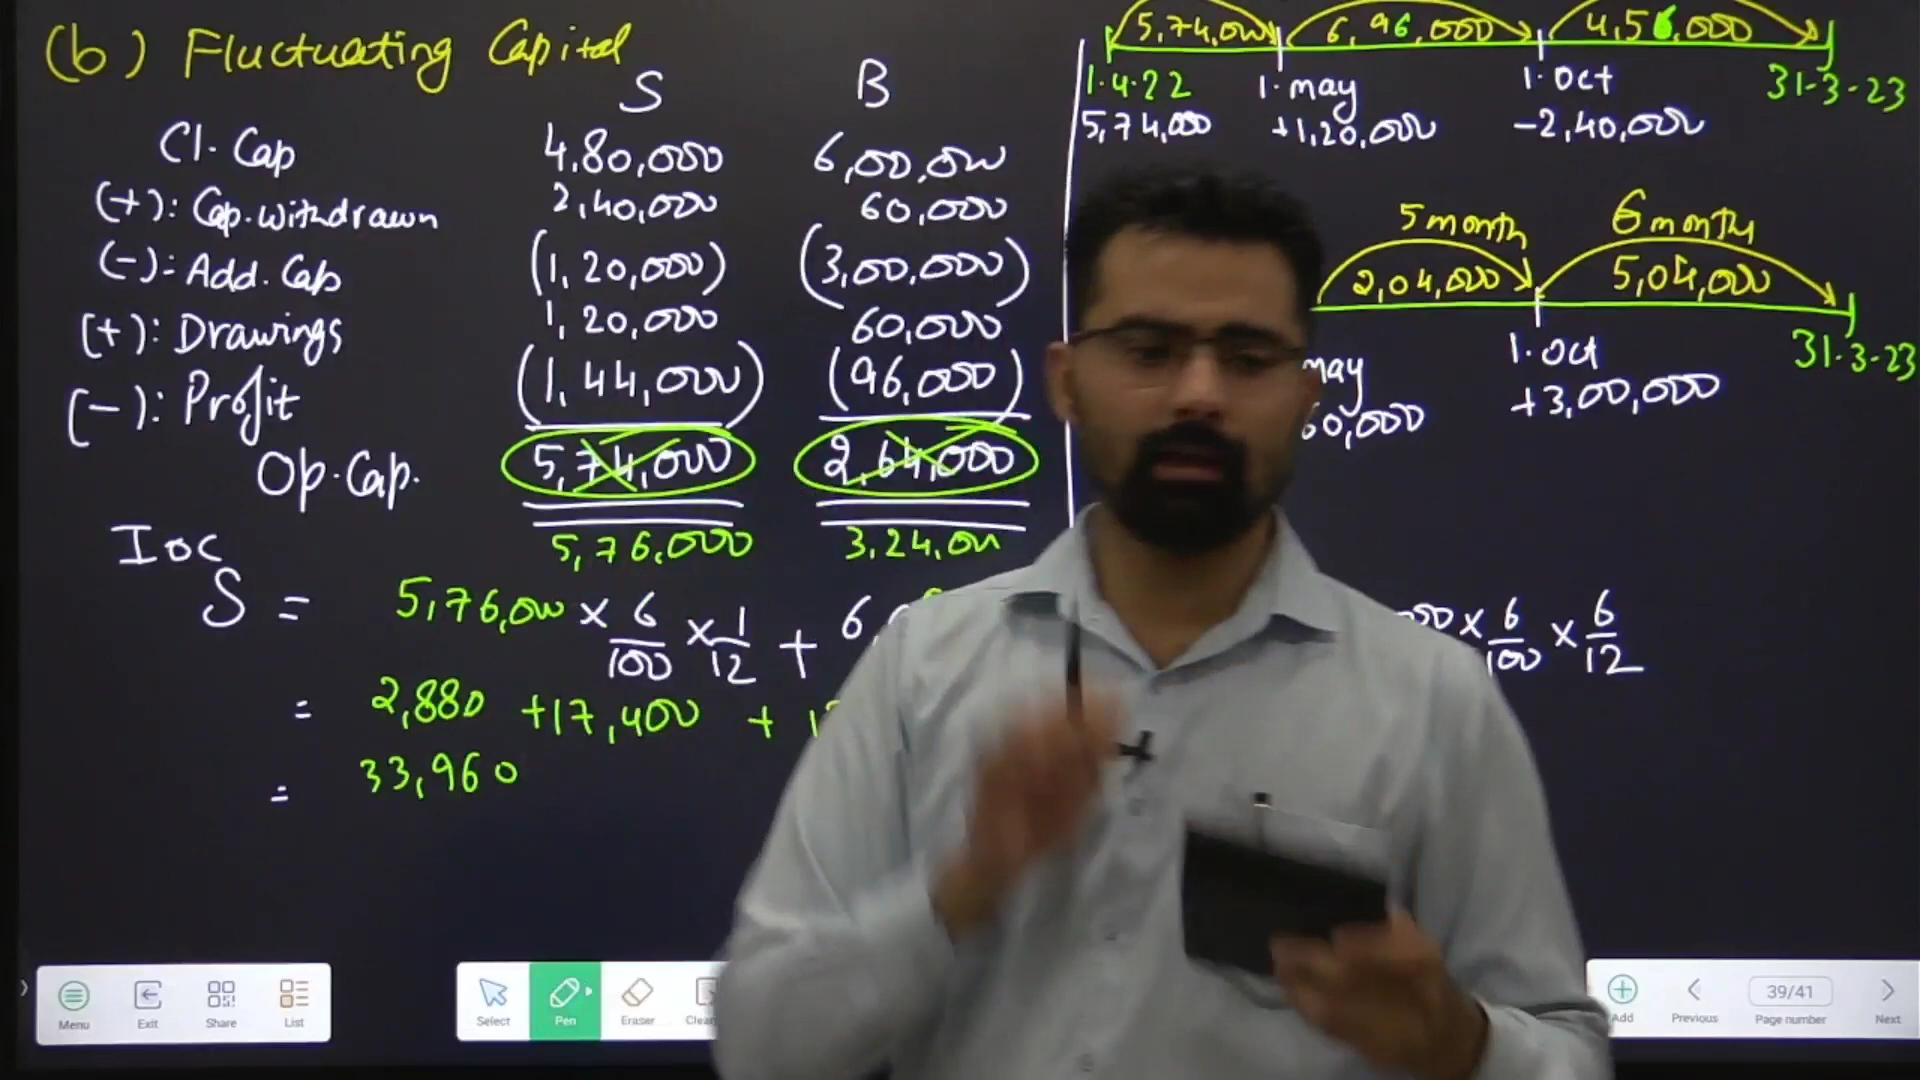 (b) Fluctuating Capital
S B
Cl. Cap 4,80,000 6,00,000
(+): Cap. withdrawn 2,40,000 60,000
(-): Add. Cap (1,20,000) (3,00,000)
(+): Drawings 1,20,000 60,000
(-): Profit (1,44,000) (96,000)
Op. Cap. 5,74,000 2,64,000
5,76,000 3,24,000
IOC
S = 5,76,000 × 6/100 × 1/12 + 6,
= 2,880 + 17,400 +
= 33,960
5,74,000 6,96,000 4,56,000
1.4.22 1. may 1. Oct 31-3-23
5,74,000 +1,20,000 -2,40,000
5 month 6 months
2,04,000 5,04,000
may 1. Oct 31-3-23
60,000 +3,00,000
× 6/100 × 6/12
Menu Exit Share List
Select Pen Eraser Clear
Add Previous 39/41 Page number Next